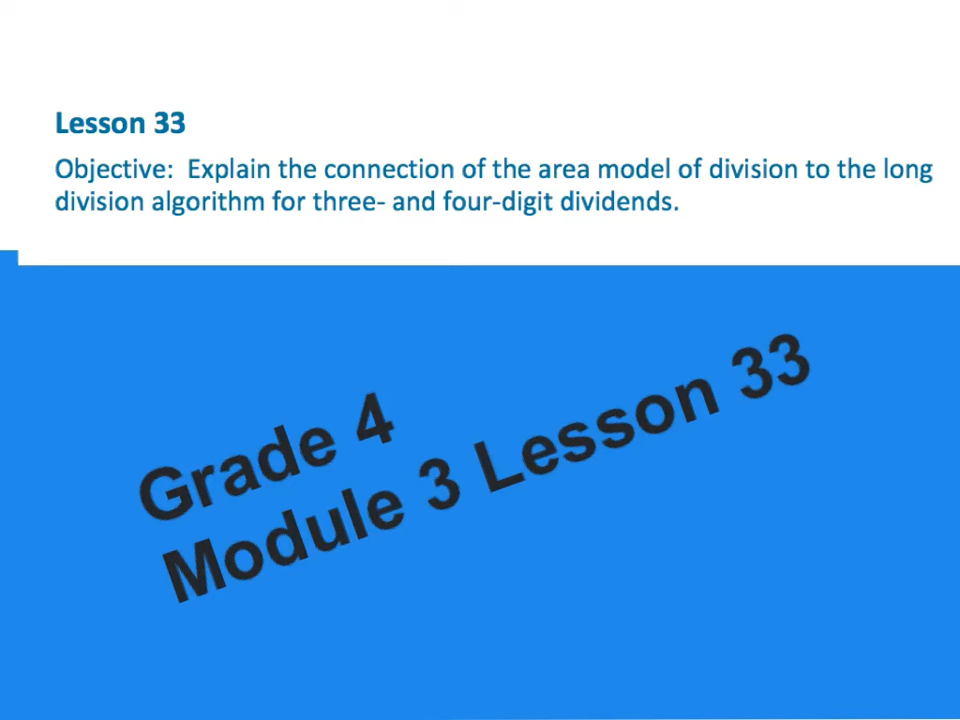 Lesson 33
Objective:  Explain the connection of the area model of division to the long
division algorithm for three- and four-digit dividends.
Grade 4
Module 3 Lesson 33